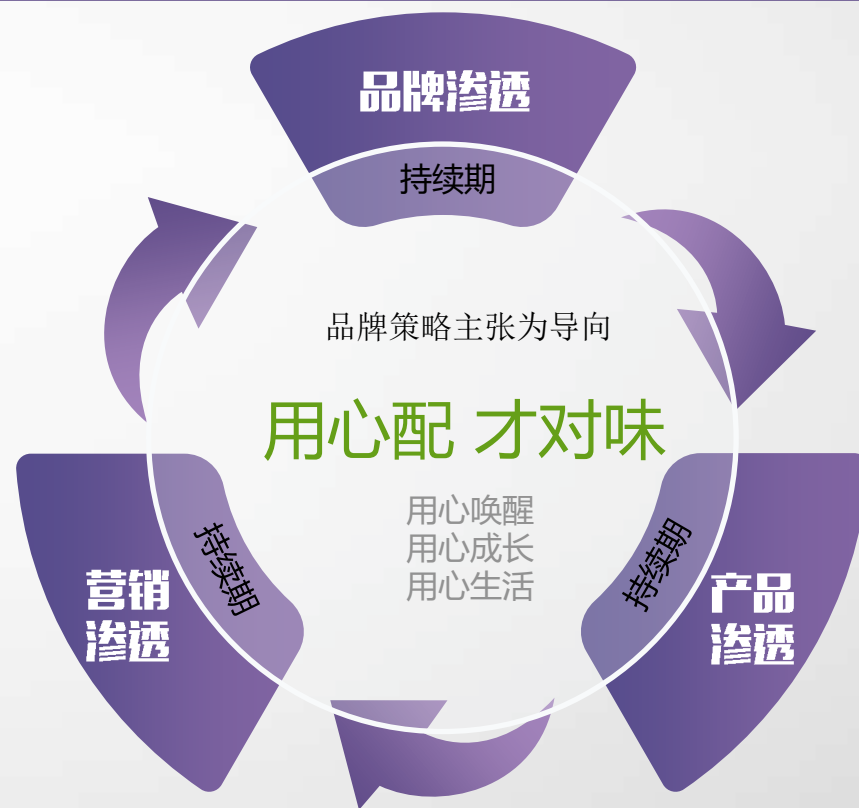 品牌渗透
持续期
品牌策略主张为导向
用心配 才对味
用心唤醒
用心成长
用心生活
持续期
营销
渗透
持续期
产品
渗透